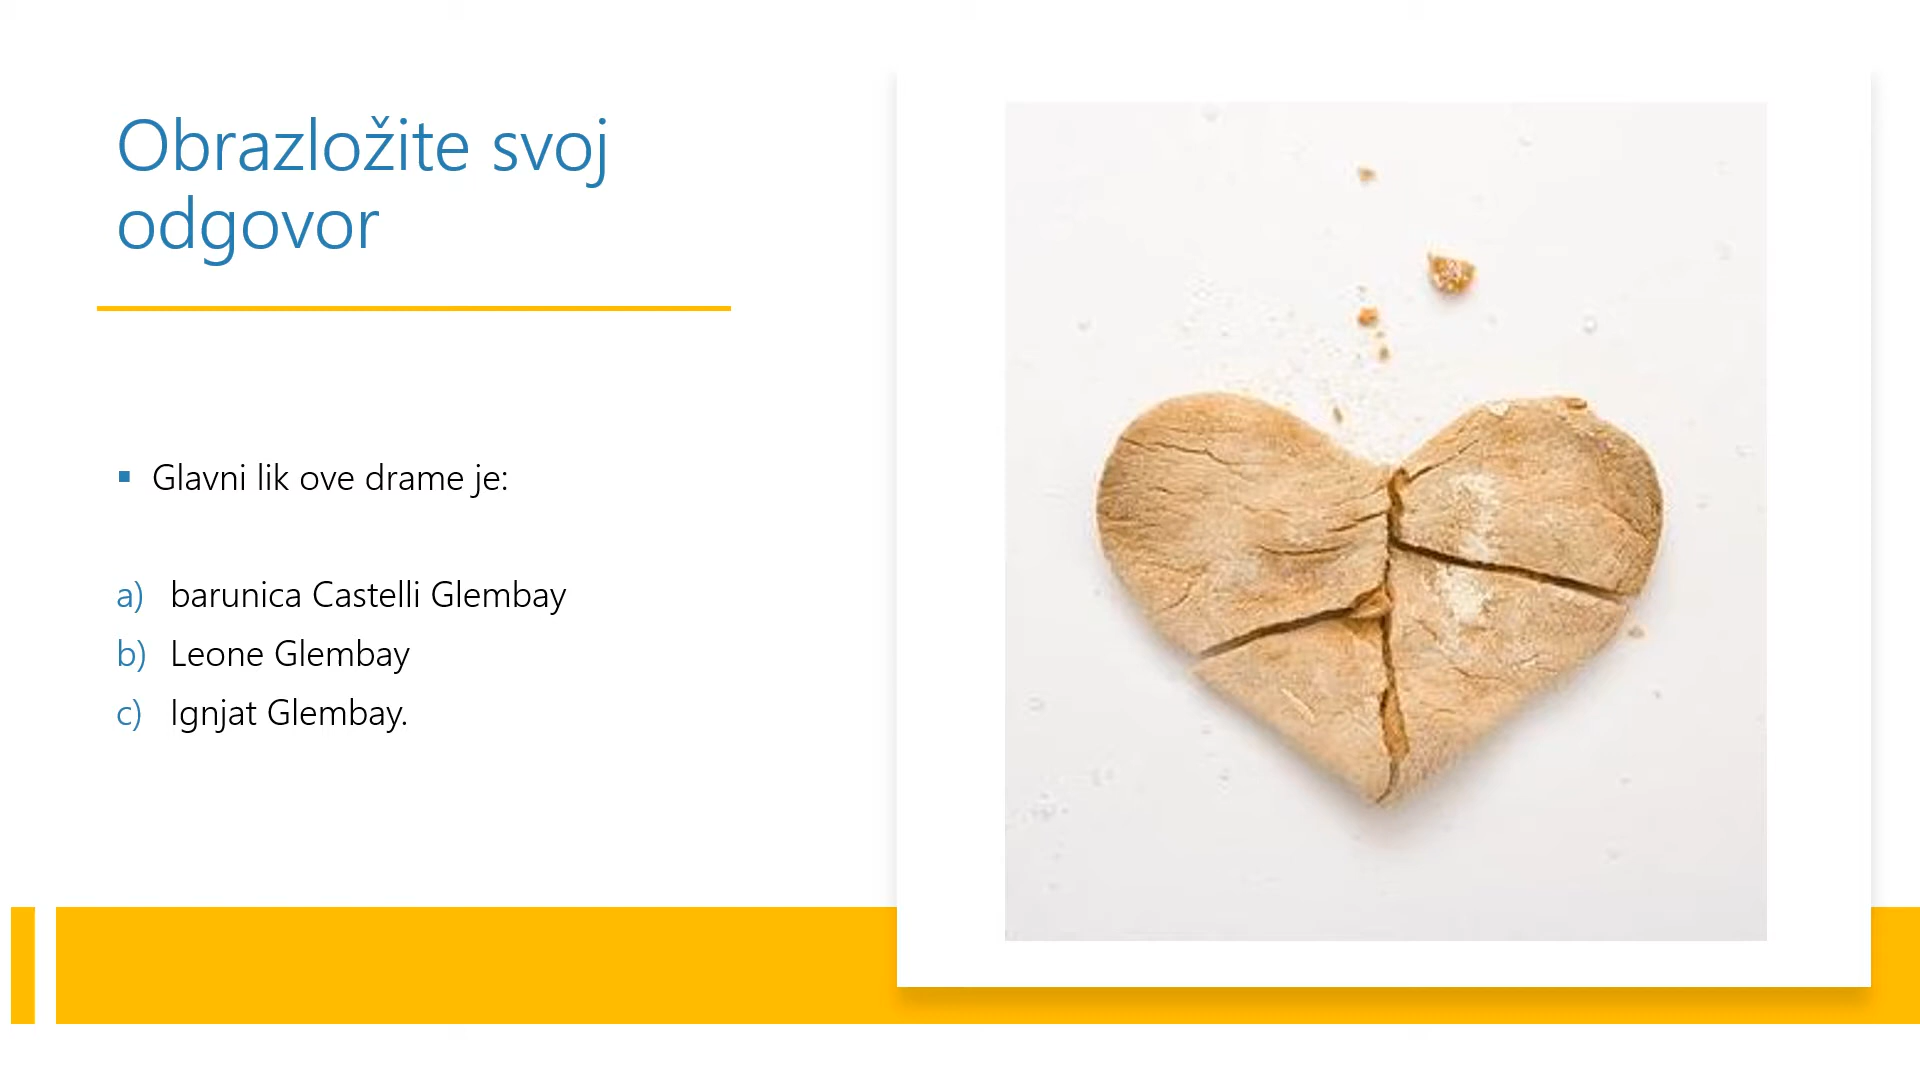 Obrazložite svoj
odgovor
Glavni lik ove drame je:
a) barunica Castelli Glembay
b) Leone Glembay
c) Ignjat Glembay.